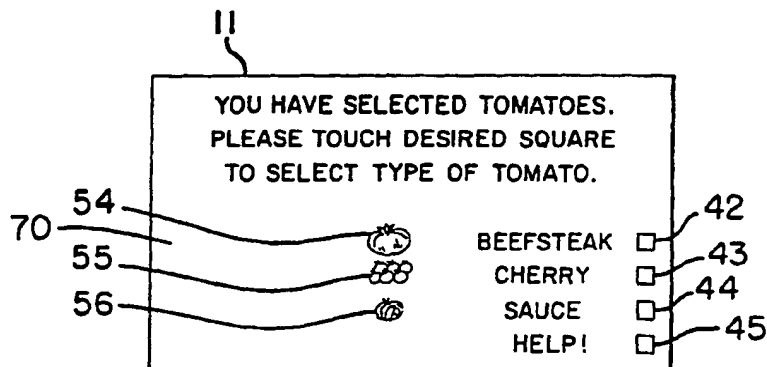 11
YOU HAVE SELECTED TOMATOES.
PLEASE TOUCH DESIRED SQUARE
TO SELECT TYPE OF TOMATO.
54
70
55
56
BEEFSTEAK
CHERRY
SAUCE
HELP!
42
43
44
45